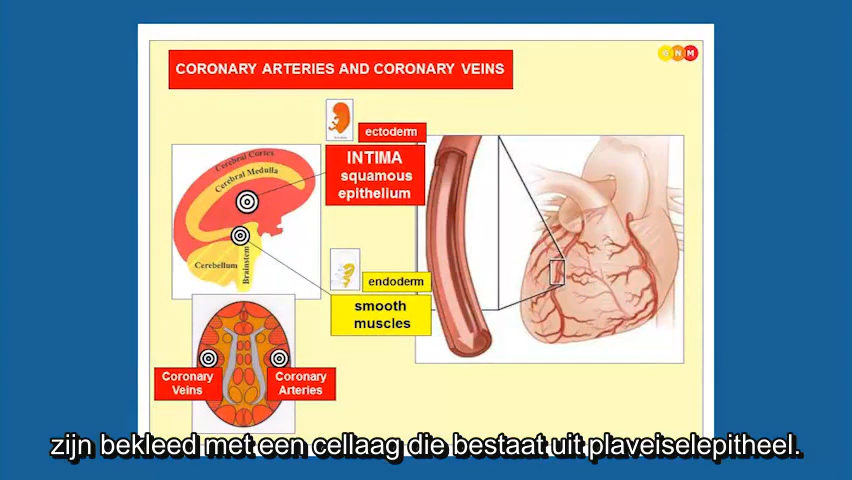 CORONARY ARTERIES AND CORONARY VEINS
GNM
ectoderm
INTIMA
squamous
epithelium
Cerebral Cortex
Cerebral Medulla
Cerebellum
Brainstem
endoderm
smooth
muscles
Coronary
Veins
Coronary
Arteries
zijn bekleed met een cellaag die bestaat uit plaveiselepitheel.